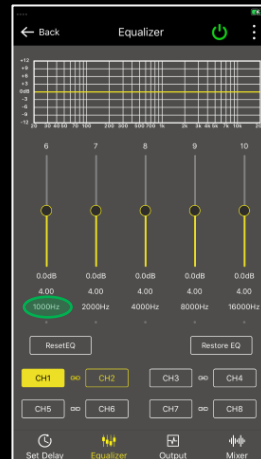 Back Equalizer
+12
+9
+6
+3
0dB
-3
-6
-9
-12
6 7 8 9 10
0.0dB 0.0dB 0.0dB 0.0dB 0.0dB
4.00 4.00 4.00 4.00 4.00
1000Hz 2000Hz 4000Hz 8000Hz 16000Hz
ResetEQ Restore EQ
CH1 CH2 CH3 CH4
CH5 CH6 CH7 CH8
Set Delay Equalizer Output Mixer